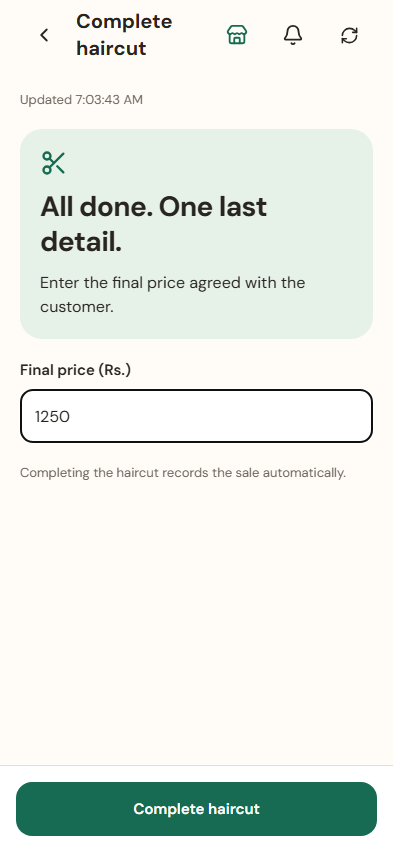 Complete
haircut
Updated 7:03:43 AM
All done. One last
detail.
Enter the final price agreed with the
customer.
Final price (Rs.)
1250
Completing the haircut records the sale automatically.
Complete haircut